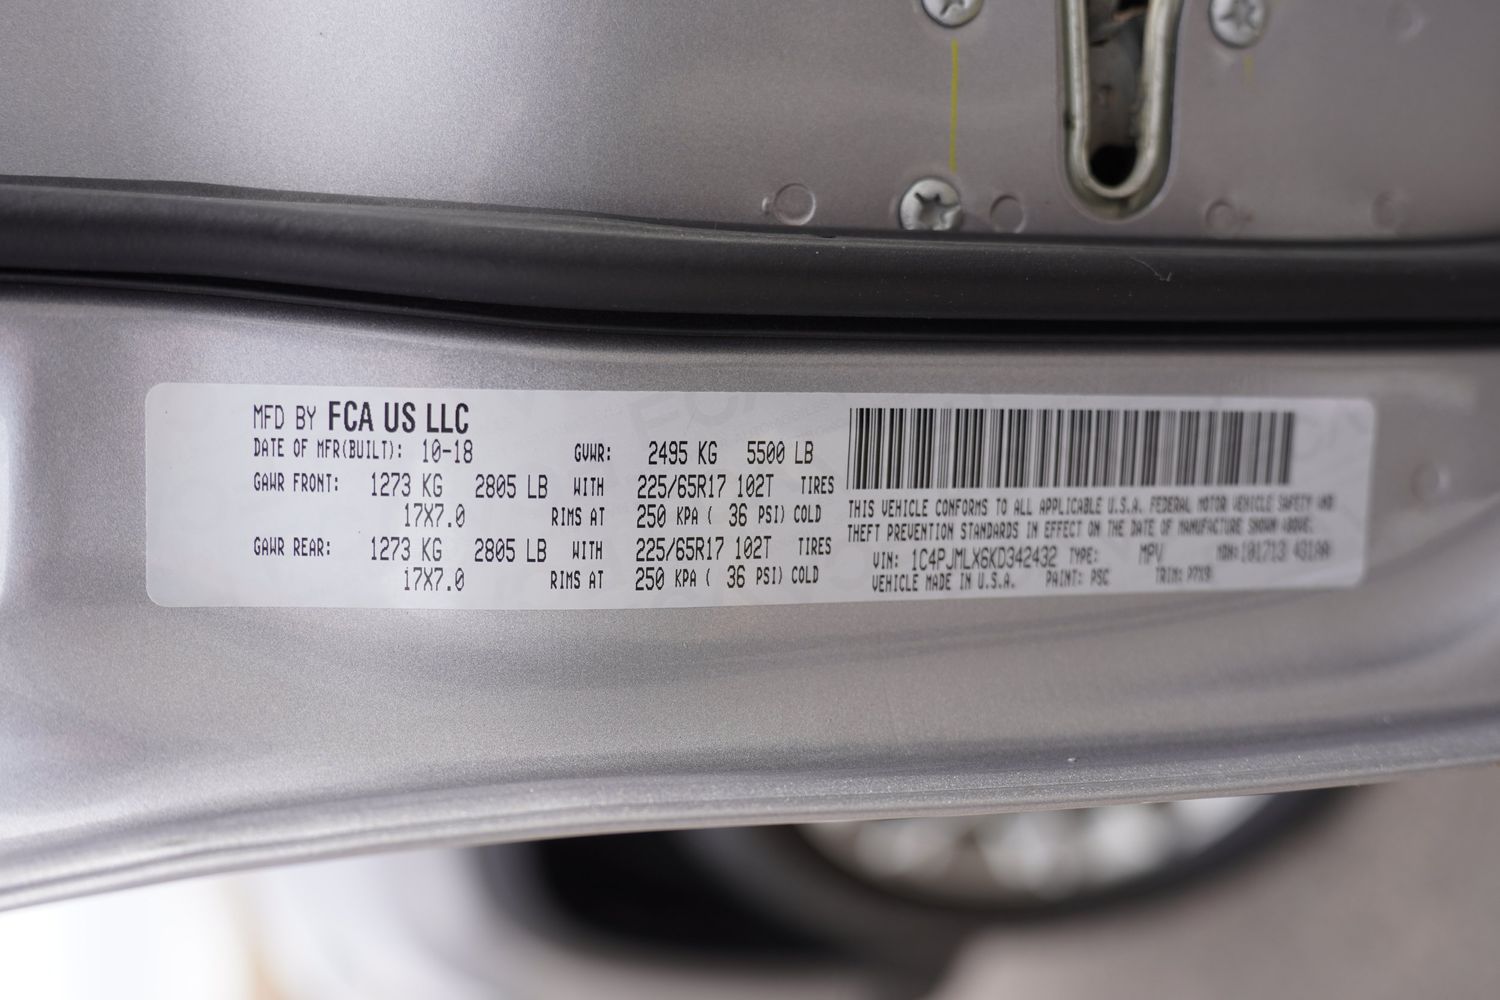 MFD BY FCA US LLC
DATE OF MFR(BUILT): 10-18 GVWR: 2495 KG 5500 LB
GAWR FRONT: 1273 KG 2805 LB WITH 225/65R17 102T TIRES
17X7.0 RIMS AT 250 KPA ( 36 PSI) COLD
GAWR REAR: 1273 KG 2805 LB WITH 225/65R17 102T TIRES
17X7.0 RIMS AT 250 KPA ( 36 PSI) COLD
THIS VEHICLE CONFORMS TO ALL APPLICABLE U.S.A. FEDERAL MOTOR VEHICLE SAFETY AND
THEFT PREVENTION STANDARDS IN EFFECT ON THE DATE OF MANUFACTURE SHOWN ABOVE.
VIN: 1C4PJMLX6KD342432 TYPE: MPV MDH:101713
VEHICLE MADE IN U.S.A. PAINT: PSC TRIM: